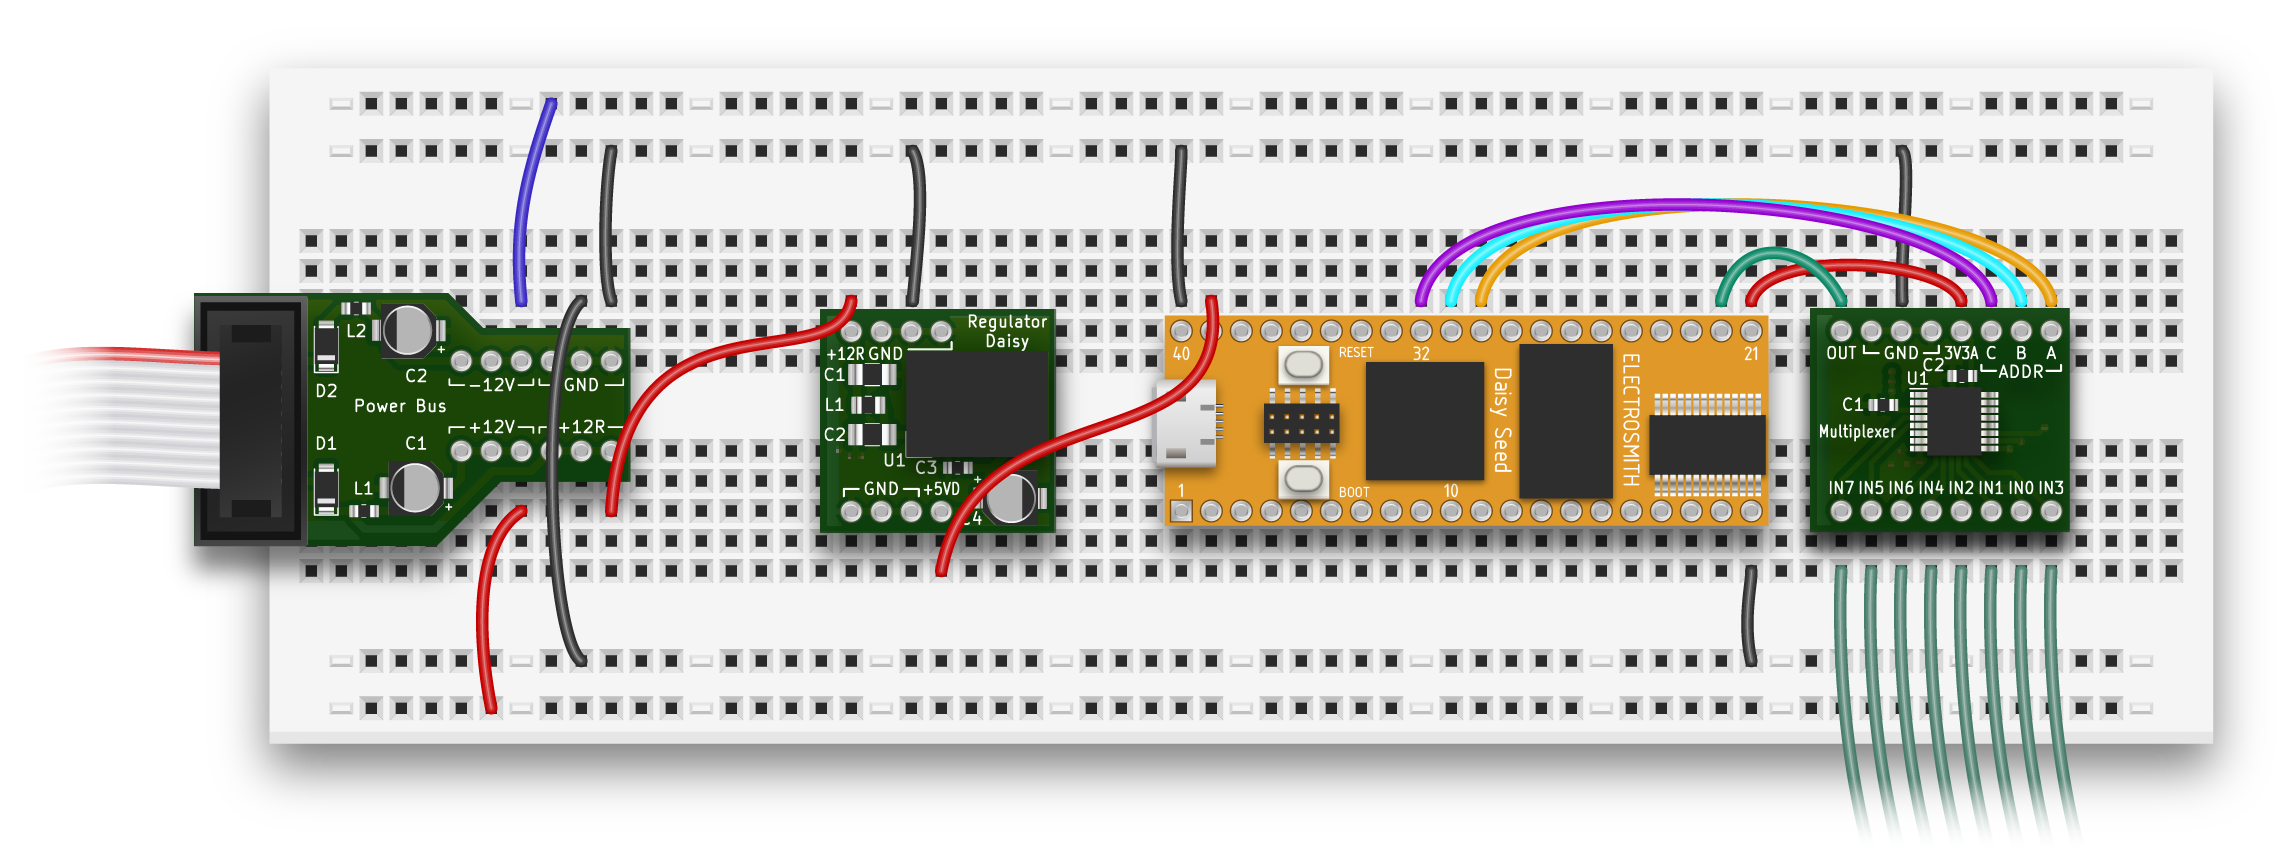 L2
D2
C2
+
-12V
GND
Power Bus
+12V
+12R
D1
C1
L1
+
Regulator
Daisy
+12R
GND
C1
L1
C2
U1
C3
+
GND
+5VD
C4
40
RESET
32
21
Daisy Seed
ELECTROSMITH
1
BOOT
10
OUT
GND
3V3A
C
B
A
C2
ADDR
U1
C1
Multiplexer
IN7
IN5
IN6
IN4
IN2
IN1
IN0
IN3